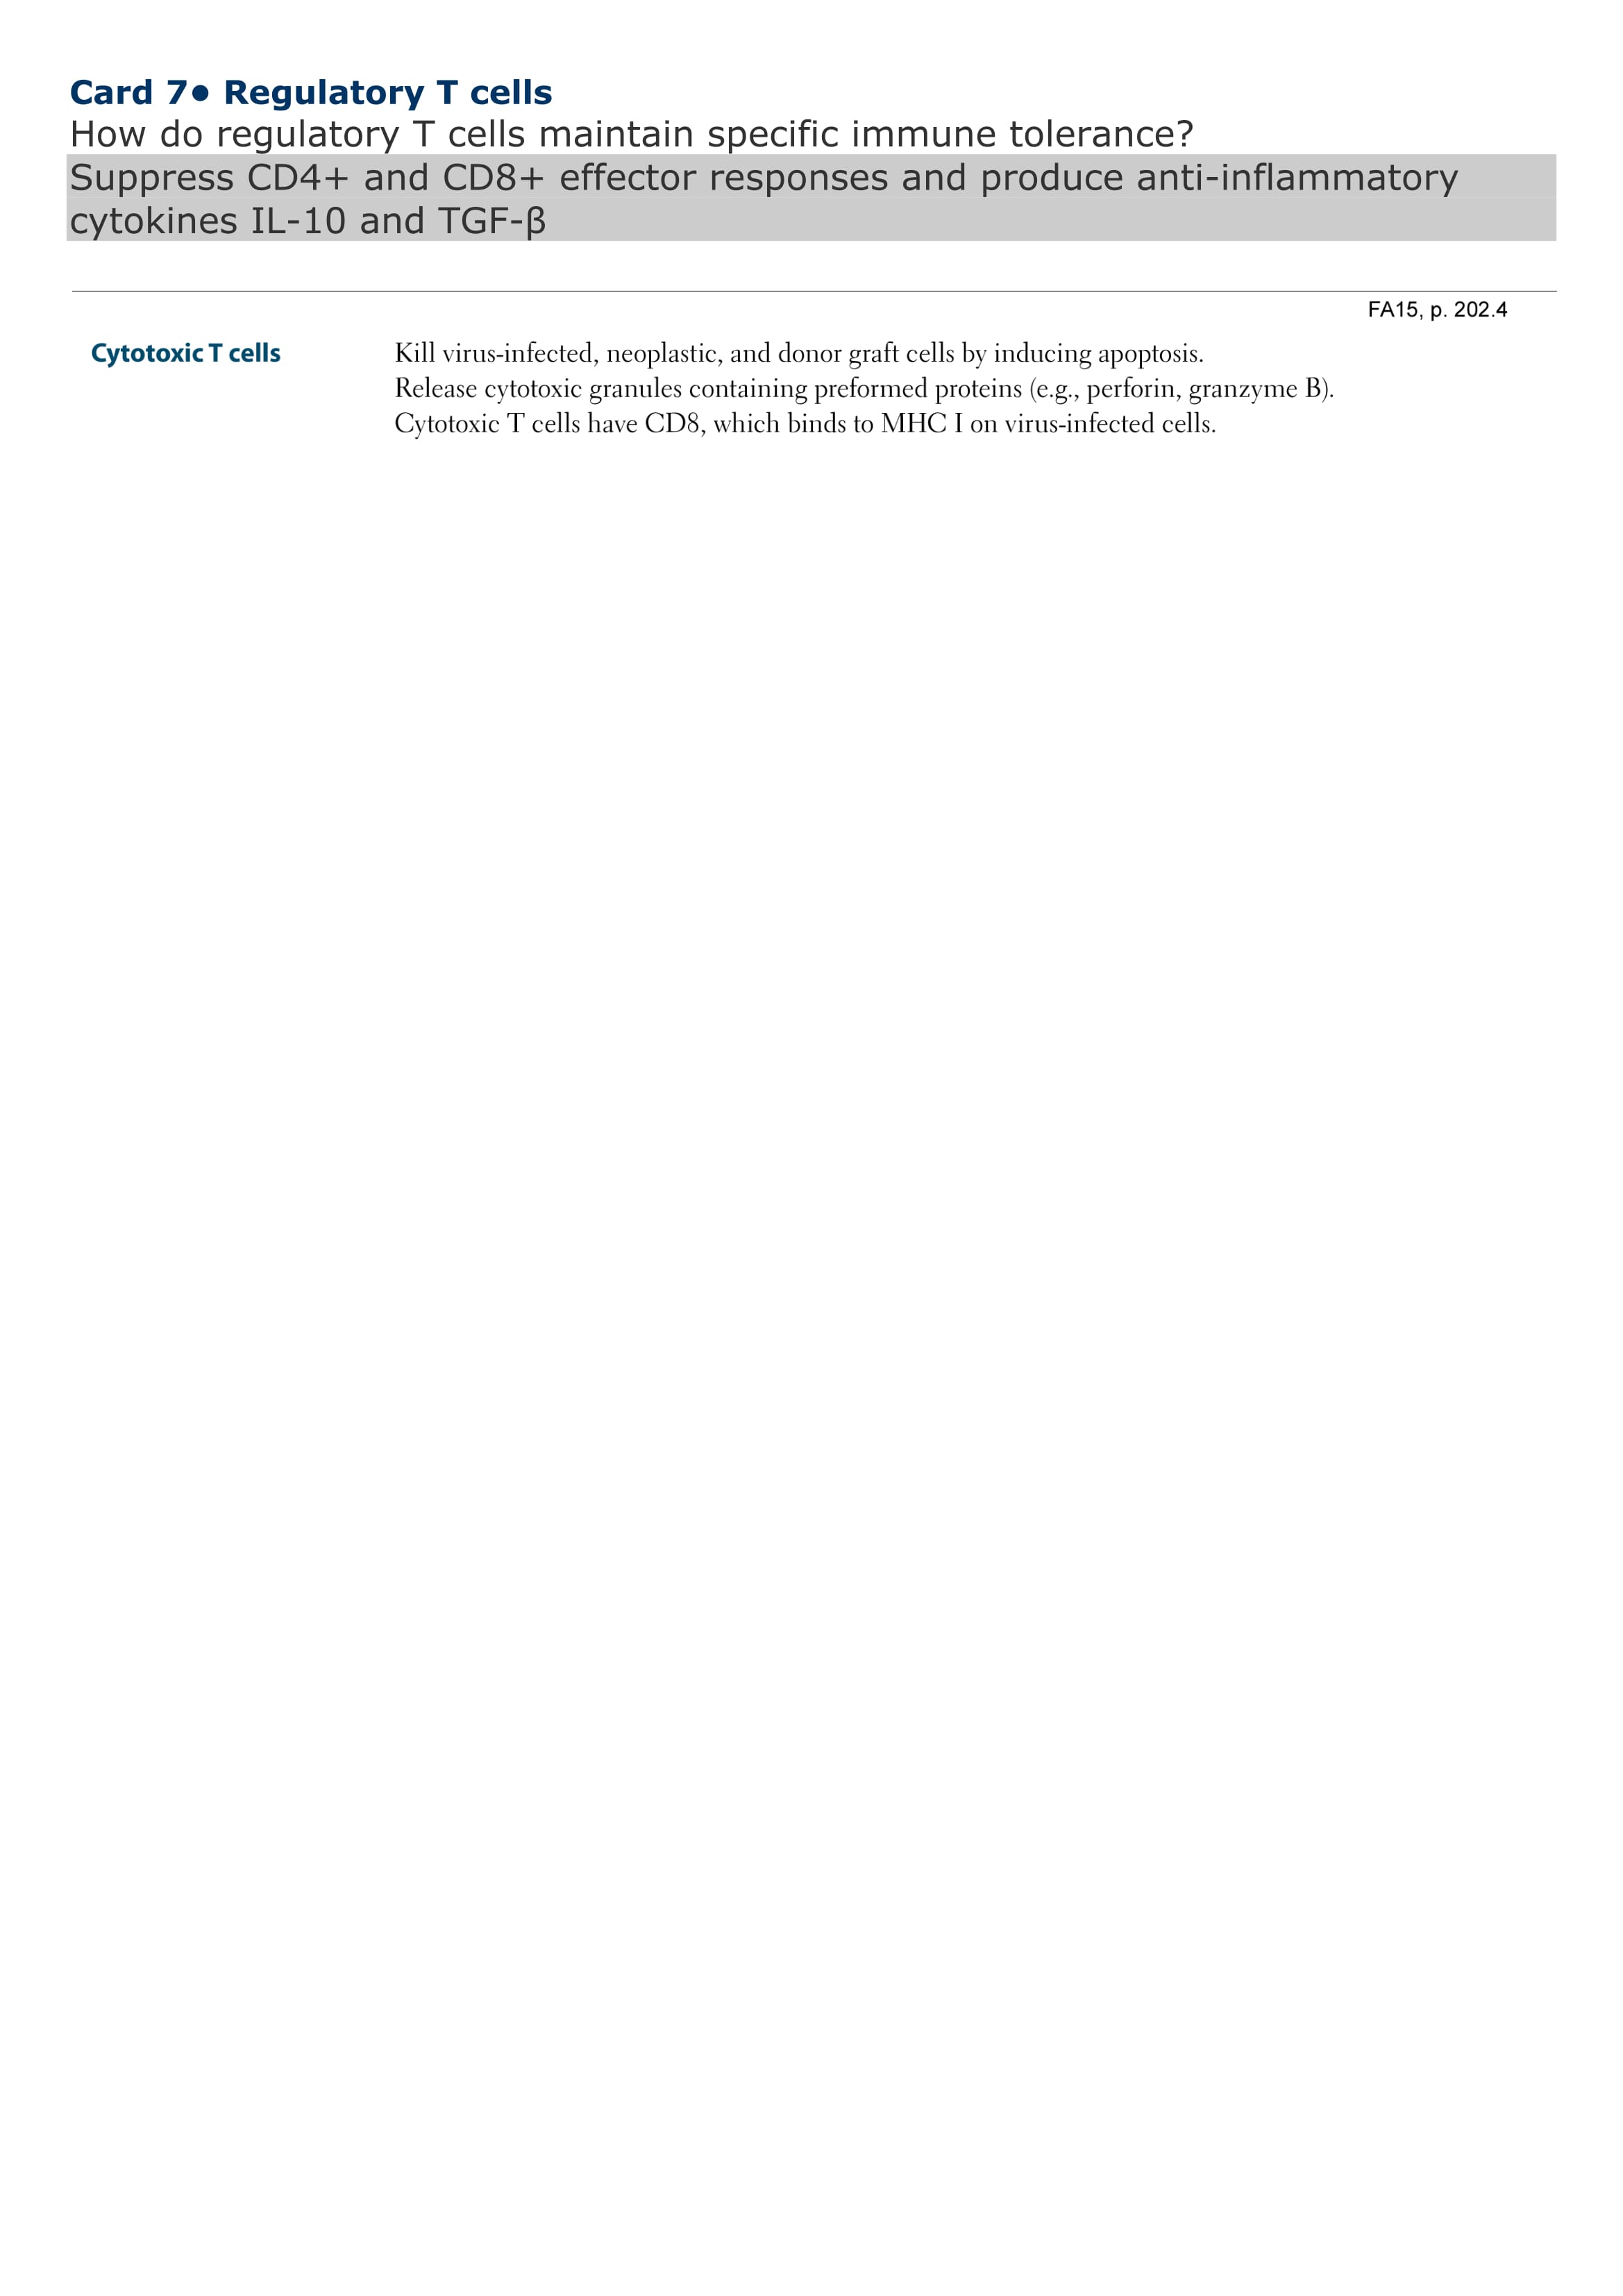 Card 7● Regulatory T cells
How do regulatory T cells maintain specific immune tolerance?
Suppress CD4+ and CD8+ effector responses and produce anti-inflammatory
cytokines IL-10 and TGF-β
FA15, p. 202.4
Cytotoxic T cells
Kill virus-infected, neoplastic, and donor graft cells by inducing apoptosis.
Release cytotoxic granules containing preformed proteins (e.g., perforin, granzyme B).
Cytotoxic T cells have CD8, which binds to MHC I on virus-infected cells.